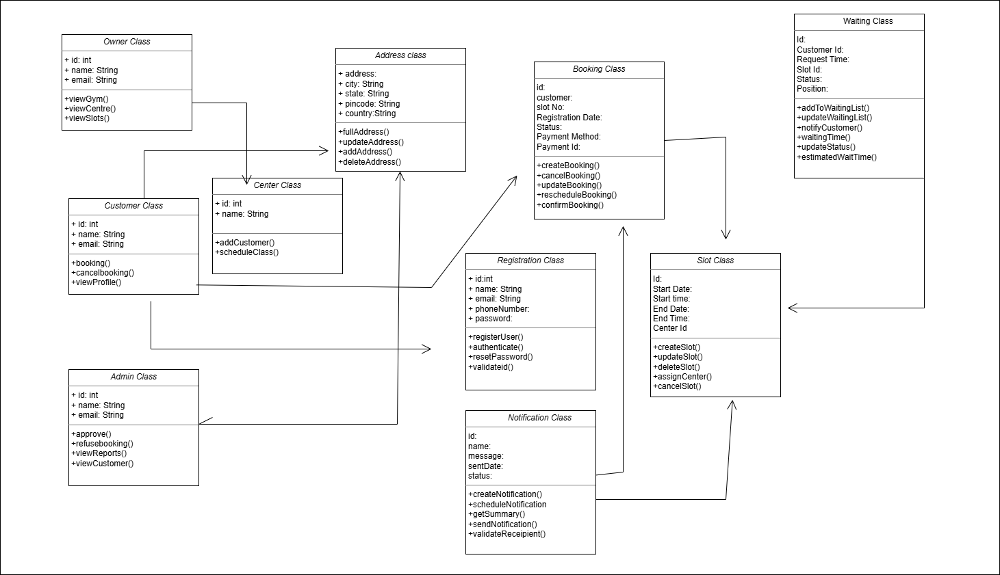 Owner Class
+ id: int
+ name: String
+ email: String
+viewGym()
+viewCentre()
+viewSlots()
Address class
+ address:
+ city: String
+ state: String
+ pincode: String
+ country:String
+fullAddress()
+updateAddress()
+addAddress()
+deleteAddress()
Booking Class
id:
customer:
slot No:
Registration Date:
Status:
Payment Method:
Payment Id:
+createBooking()
+cancelBooking()
+updateBooking()
+rescheduleBooking()
+confirmBooking()
Waiting Class
Id:
Customer Id:
Request Time:
Slot Id:
Status:
Position:
+addToWaitingList()
+updateWaitingList()
+notifyCustomer()
+waitingTime()
+updateStatus()
+estimatedWaitTime()
Center Class
+ id: int
+ name: String
+addCustomer()
+scheduleClass()
Customer Class
+ id: int
+ name: String
+ email: String
+booking()
+cancelbooking()
+viewProfile()
Registration Class
+ id:int
+ name: String
+ email: String
+ phoneNumber:
+ password:
+registerUser()
+authenticate()
+resetPassword()
+validateid()
Slot Class
Id:
Start Date:
Start time:
End Date:
End Time:
Center Id
+createSlot()
+updateSlot()
+deleteSlot()
+assignCenter()
+cancelSlot()
Admin Class
+ id: int
+ name: String
+ email: String
+approve()
+refusebooking()
+viewReports()
+viewCustomer()
Notification Class
id:
name:
message:
sentDate:
status:
+createNotification()
+scheduleNotification
+getSummary()
+sendNotification()
+validateReceipient()